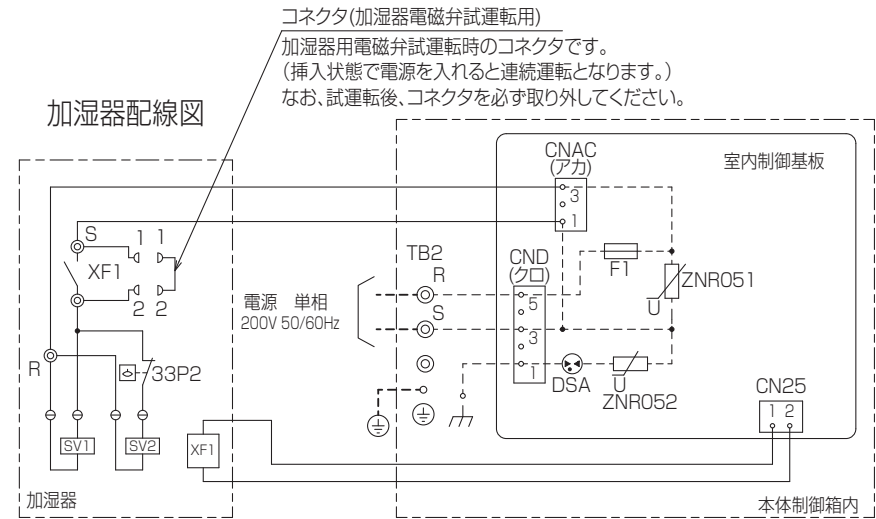 コネクタ(加湿器電磁弁試運転用)
加湿器用電磁弁試運転時のコネクタです。
(挿入状態で電源を入れると連続運転となります。)
なお、試運転後、コネクタを必ず取り外してください。
加湿器配線図
CNAC
(アカ)
室内制御基板
3
1
S
1 1
XF1
2 2
TB2
R
S
CND
(クロ)
5
3
1
F1
ZNR051
U
電源 単相
200V 50/60Hz
R
33P2
DSA
U
ZNR052
CN25
1 2
SV1
SV2
XF1
加湿器
本体制御箱内